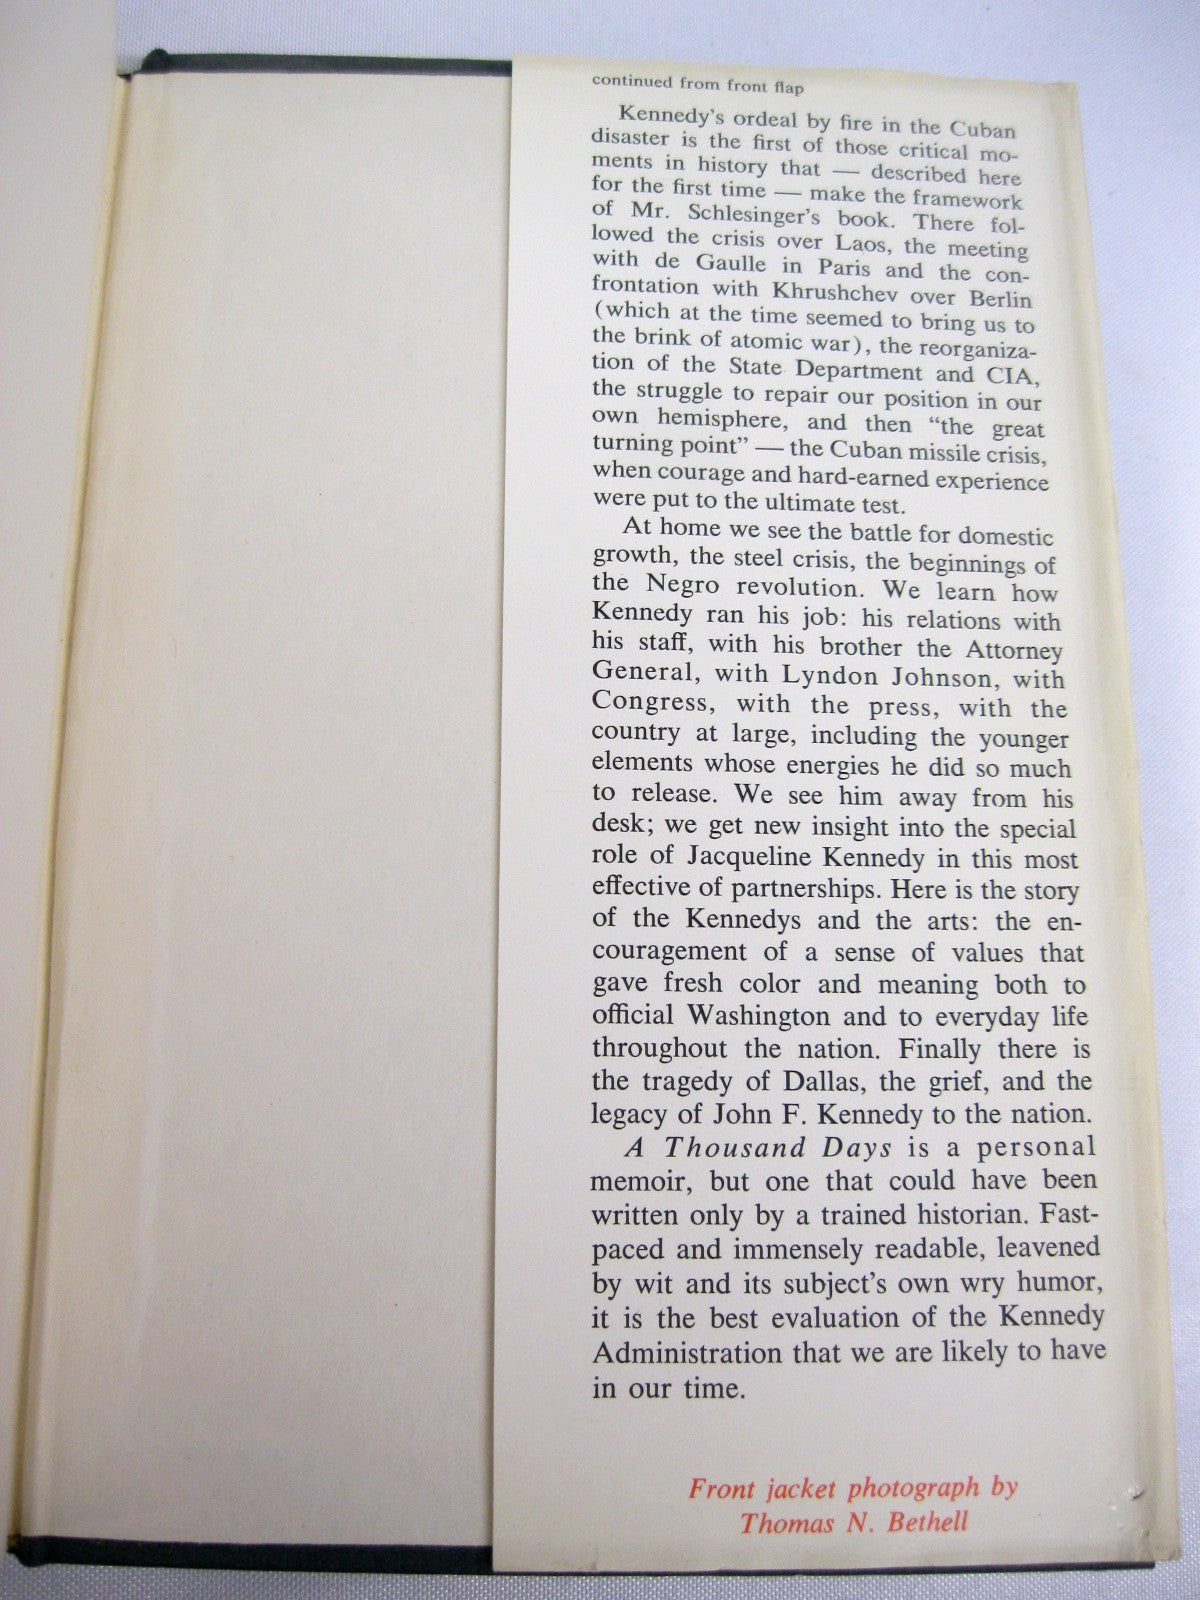 continued from front flap
Kennedy's ordeal by fire in the Cuban
disaster is the first of those critical mo-
ments in history that — described here
for the first time — make the framework
of Mr. Schlesinger's book. There fol-
lowed the crisis over Laos, the meeting
with de Gaulle in Paris and the con-
frontation with Khrushchev over Berlin
(which at the time seemed to bring us to
the brink of atomic war), the reorganiza-
tion of the State Department and CIA,
the struggle to repair our position in our
own hemisphere, and then “the great
turning point” — the Cuban missile crisis,
when courage and hard-earned experience
were put to the ultimate test.
At home we see the battle for domestic
growth, the steel crisis, the beginnings of
the Negro revolution. We learn how
Kennedy ran his job: his relations with
his staff, with his brother the Attorney
General, with Lyndon Johnson, with
Congress, with the press, with the
country at large, including the younger
elements whose energies he did so much
to release. We see him away from his
desk; we get new insight into the special
role of Jacqueline Kennedy in this most
effective of partnerships. Here is the story
of the Kennedys and the arts: the en-
couragement of a sense of values that
gave fresh color and meaning both to
official Washington and to everyday life
throughout the nation. Finally there is
the tragedy of Dallas, the grief, and the
legacy of John F. Kennedy to the nation.
A Thousand Days is a personal
memoir, but one that could have been
written only by a trained historian. Fast-
paced and immensely readable, leavened
by wit and its subject's own wry humor,
it is the best evaluation of the Kennedy
Administration that we are likely to have
in our time.
Front jacket photograph by
Thomas N. Bethell